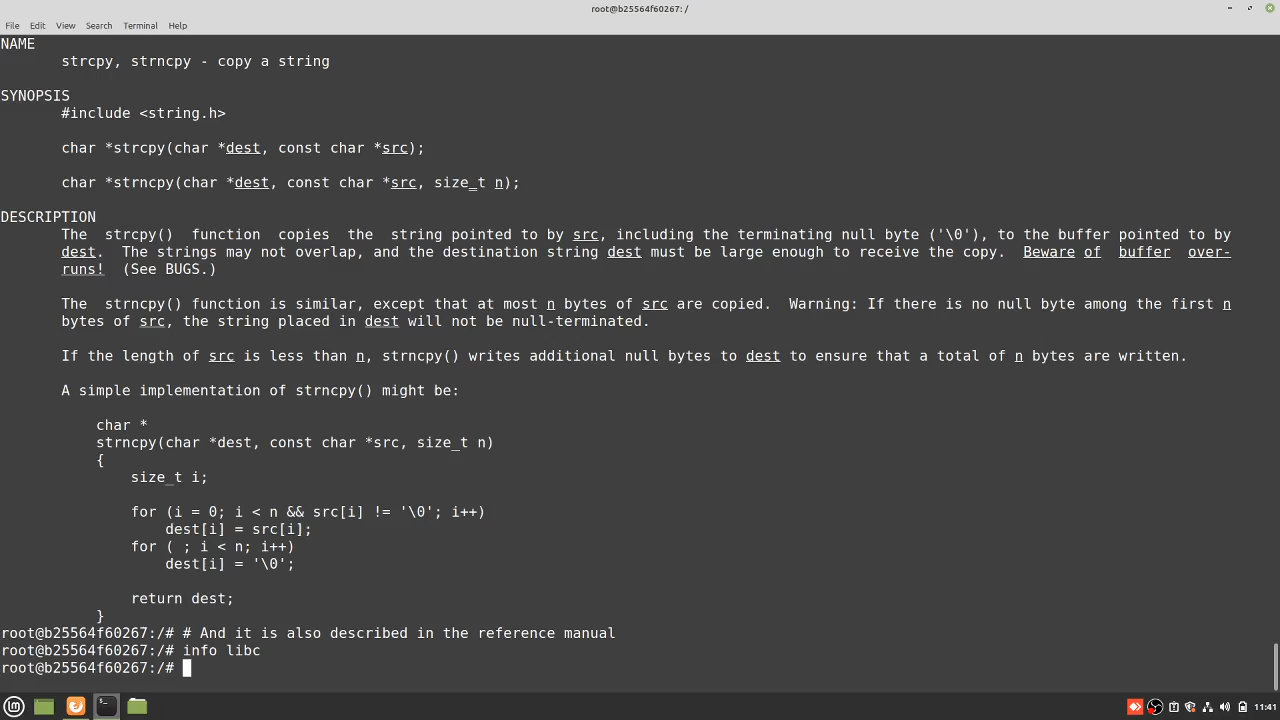 root@b25564f60267: /
File Edit View Search Terminal Help
NAME
strcpy, strncpy - copy a string
SYNOPSIS
#include <string.h>
char *strcpy(char *dest, const char *src);
char *strncpy(char *dest, const char *src, size_t n);
DESCRIPTION
The  strcpy()  function  copies  the  string pointed to by src, including the terminating null byte ('\0'), to the buffer pointed to by
dest.  The strings may not overlap, and the destination string dest must be large enough to receive the copy.  Beware of  buffer  over-
runs!  (See BUGS.)
The  strncpy() function is similar, except that at most n bytes of src are copied.  Warning: If there is no null byte among the first n
bytes of src, the string placed in dest will not be null-terminated.
If the length of src is less than n, strncpy() writes additional null bytes to dest to ensure that a total of n bytes are written.
A simple implementation of strncpy() might be:
char *
strncpy(char *dest, const char *src, size_t n)
{
size_t i;
for (i = 0; i < n && src[i] != '\0'; i++)
dest[i] = src[i];
for ( ; i < n; i++)
dest[i] = '\0';
return dest;
}
root@b25564f60267:/# # And it is also described in the reference manual
root@b25564f60267:/# info libc
root@b25564f60267:/#
11:41